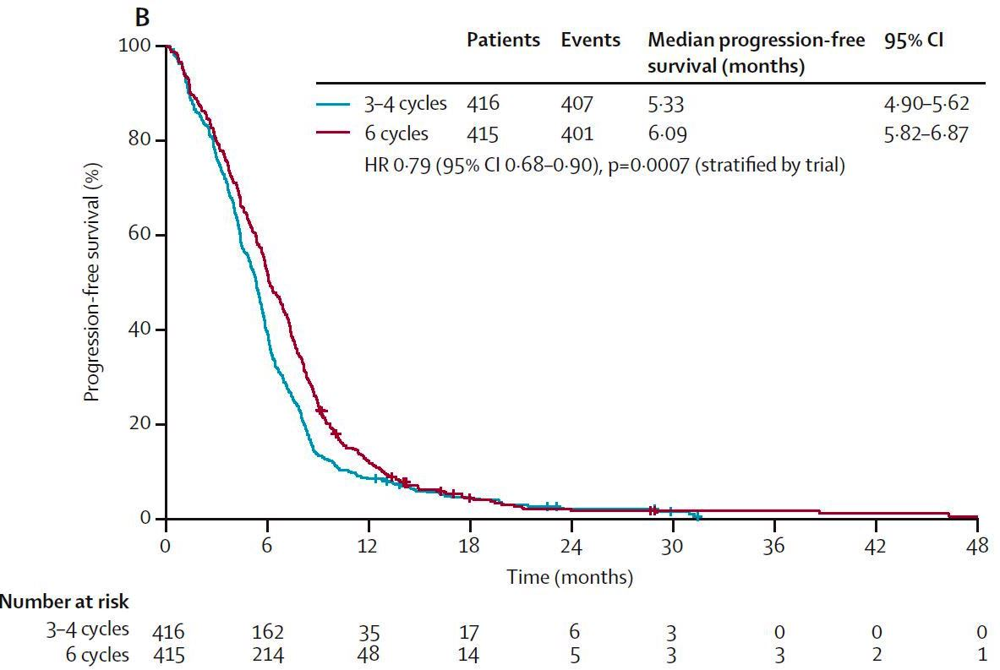 B
Patients Events Median progression-free survival (months) 95% CI
3–4 cycles 416 407 5·33 4·90–5·62
6 cycles 415 401 6·09 5·82–6·87
HR 0·79 (95% CI 0·68–0·90), p=0·0007 (stratified by trial)
Progression-free survival (%)
100
80
60
40
20
0
0 6 12 18 24 30 36 42 48
Time (months)
Number at risk
3–4 cycles 416 162 35 17 6 3 0 0 0
6 cycles 415 214 48 14 5 3 3 2 1